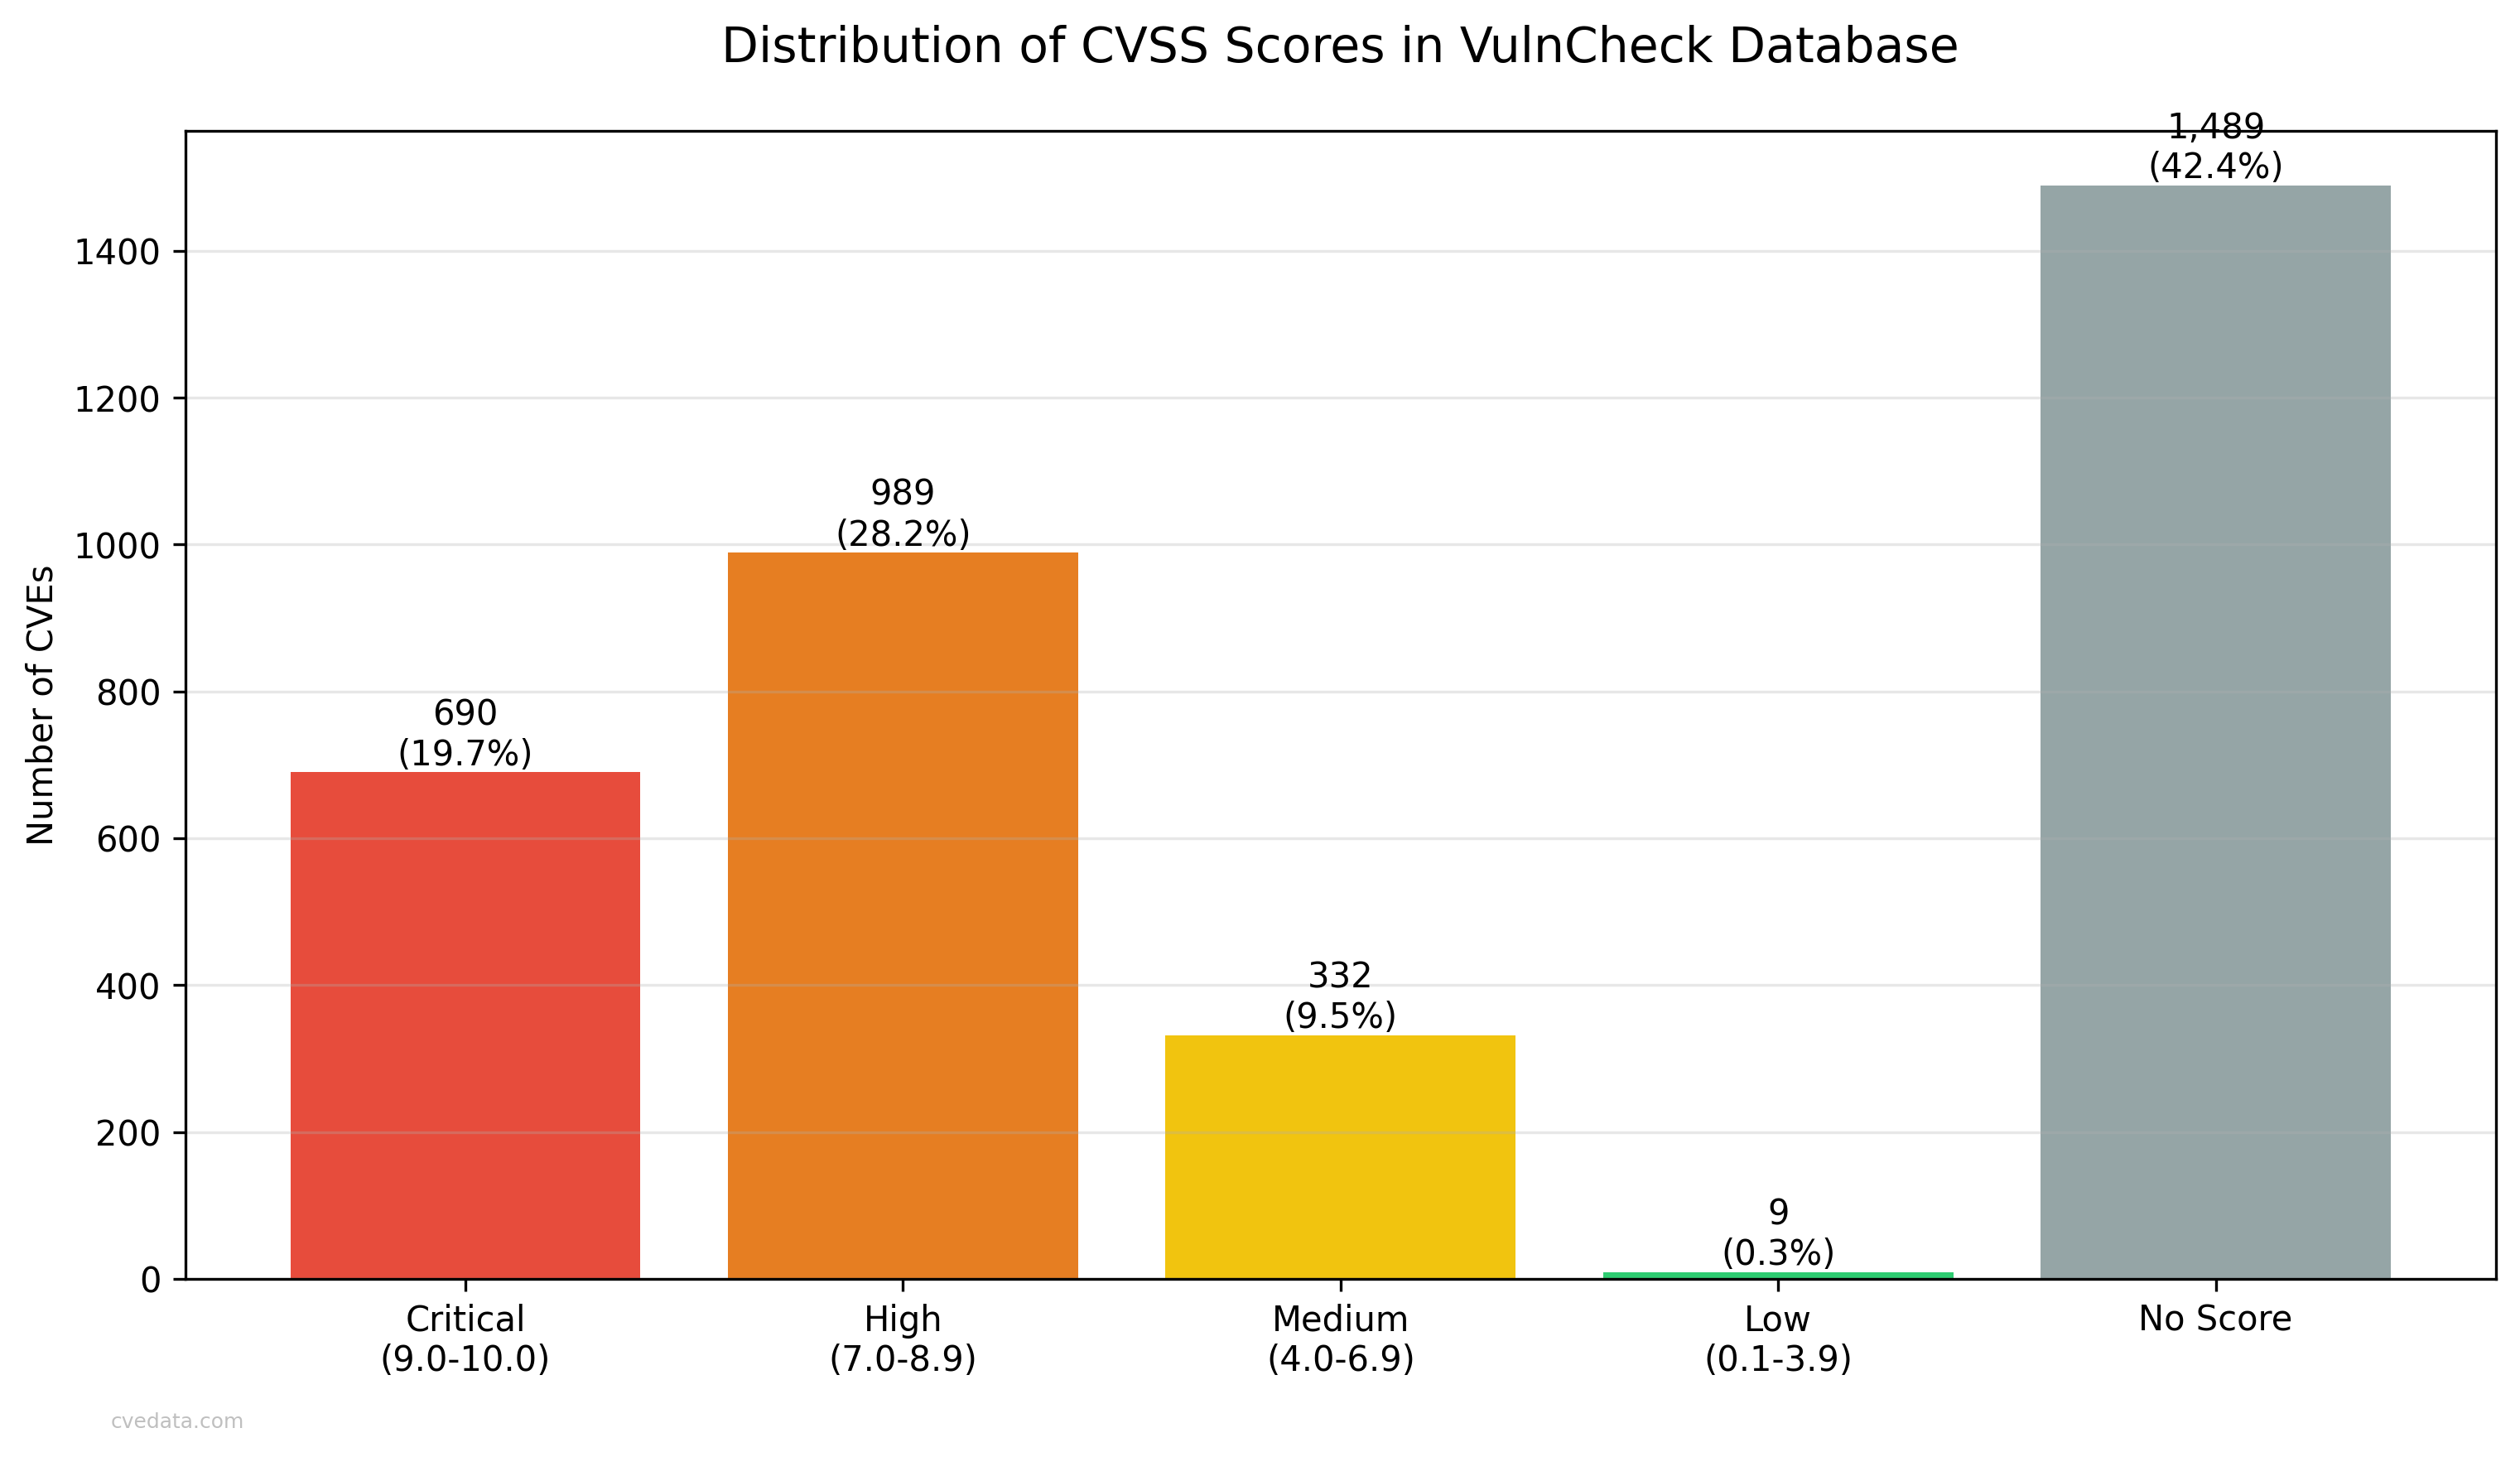 Distribution of CVSS Scores in VulnCheck Database
1,489
(42.4%)
1400
1200
989
(28.2%)
1000
Number of CVEs
690
(19.7%)
800
600
332
(9.5%)
400
200
9
(0.3%)
0
Critical
(9.0-10.0)
High
(7.0-8.9)
Medium
(4.0-6.9)
Low
(0.1-3.9)
No Score
cvedata.com